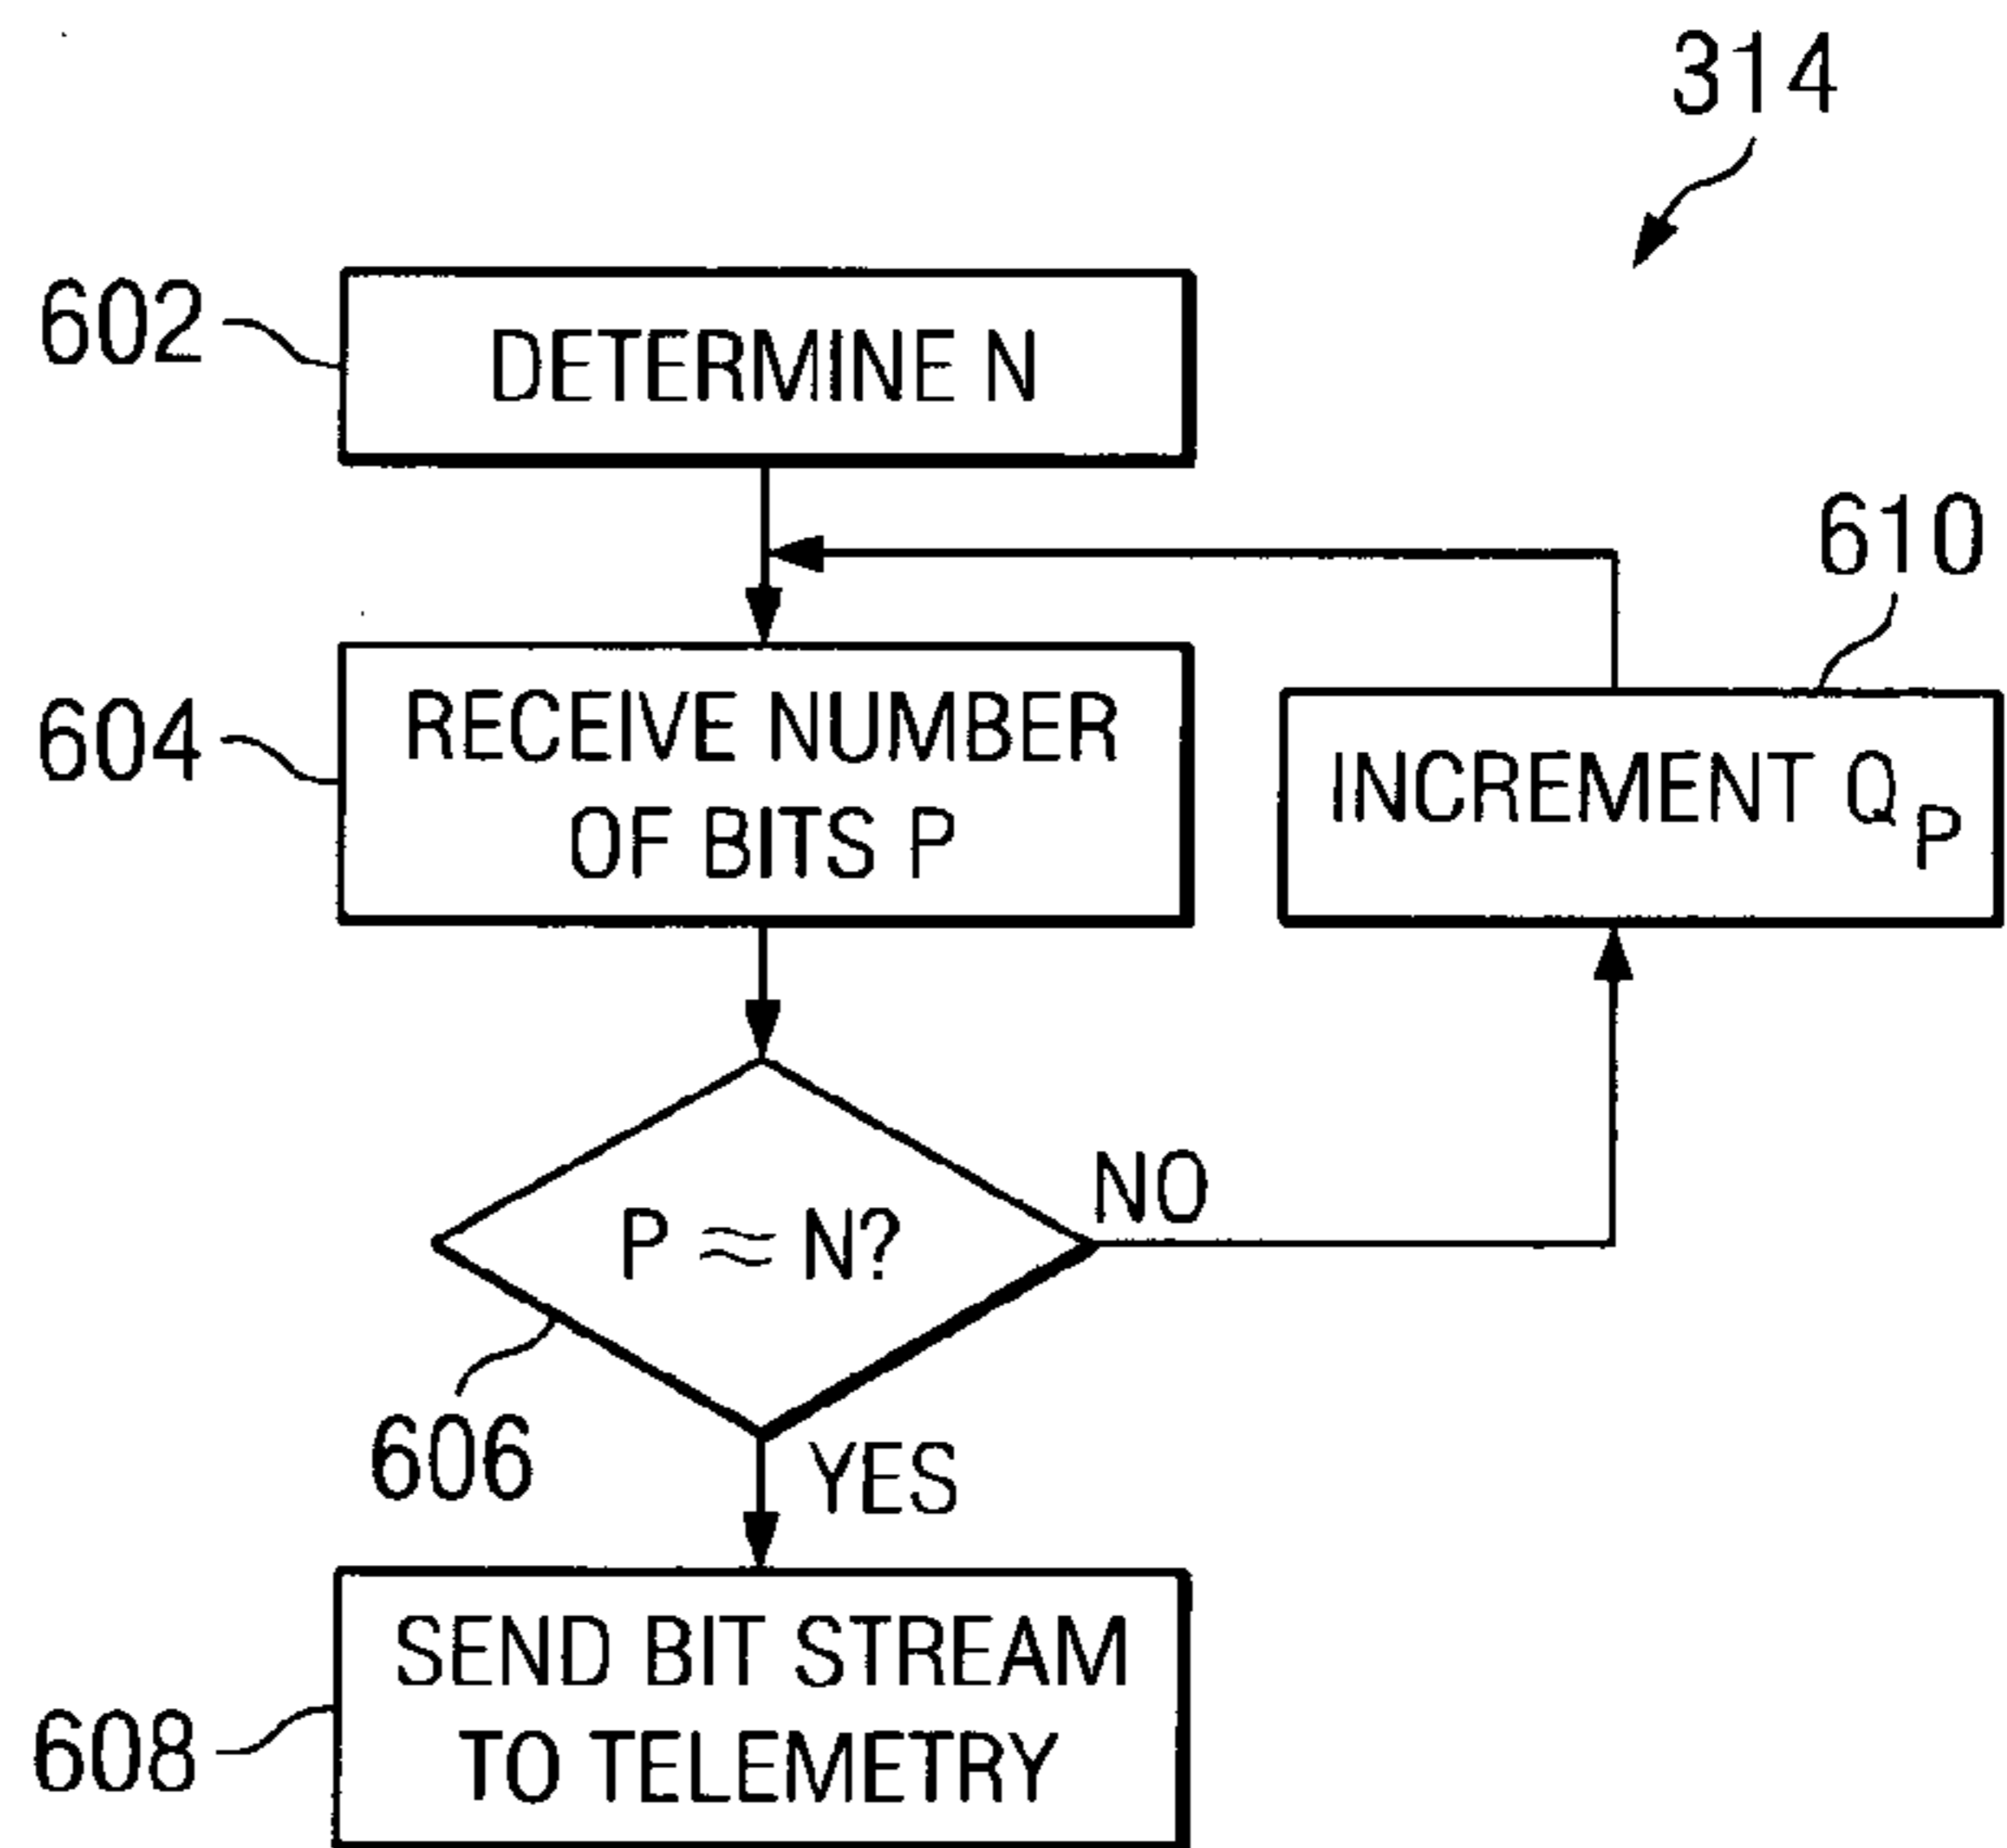 314
602
DETERMINE N
610
604
RECEIVE NUMBER
OF BITS P
INCREMENT QP
P ≈ N?
NO
606
YES
608
SEND BIT STREAM
TO TELEMETRY